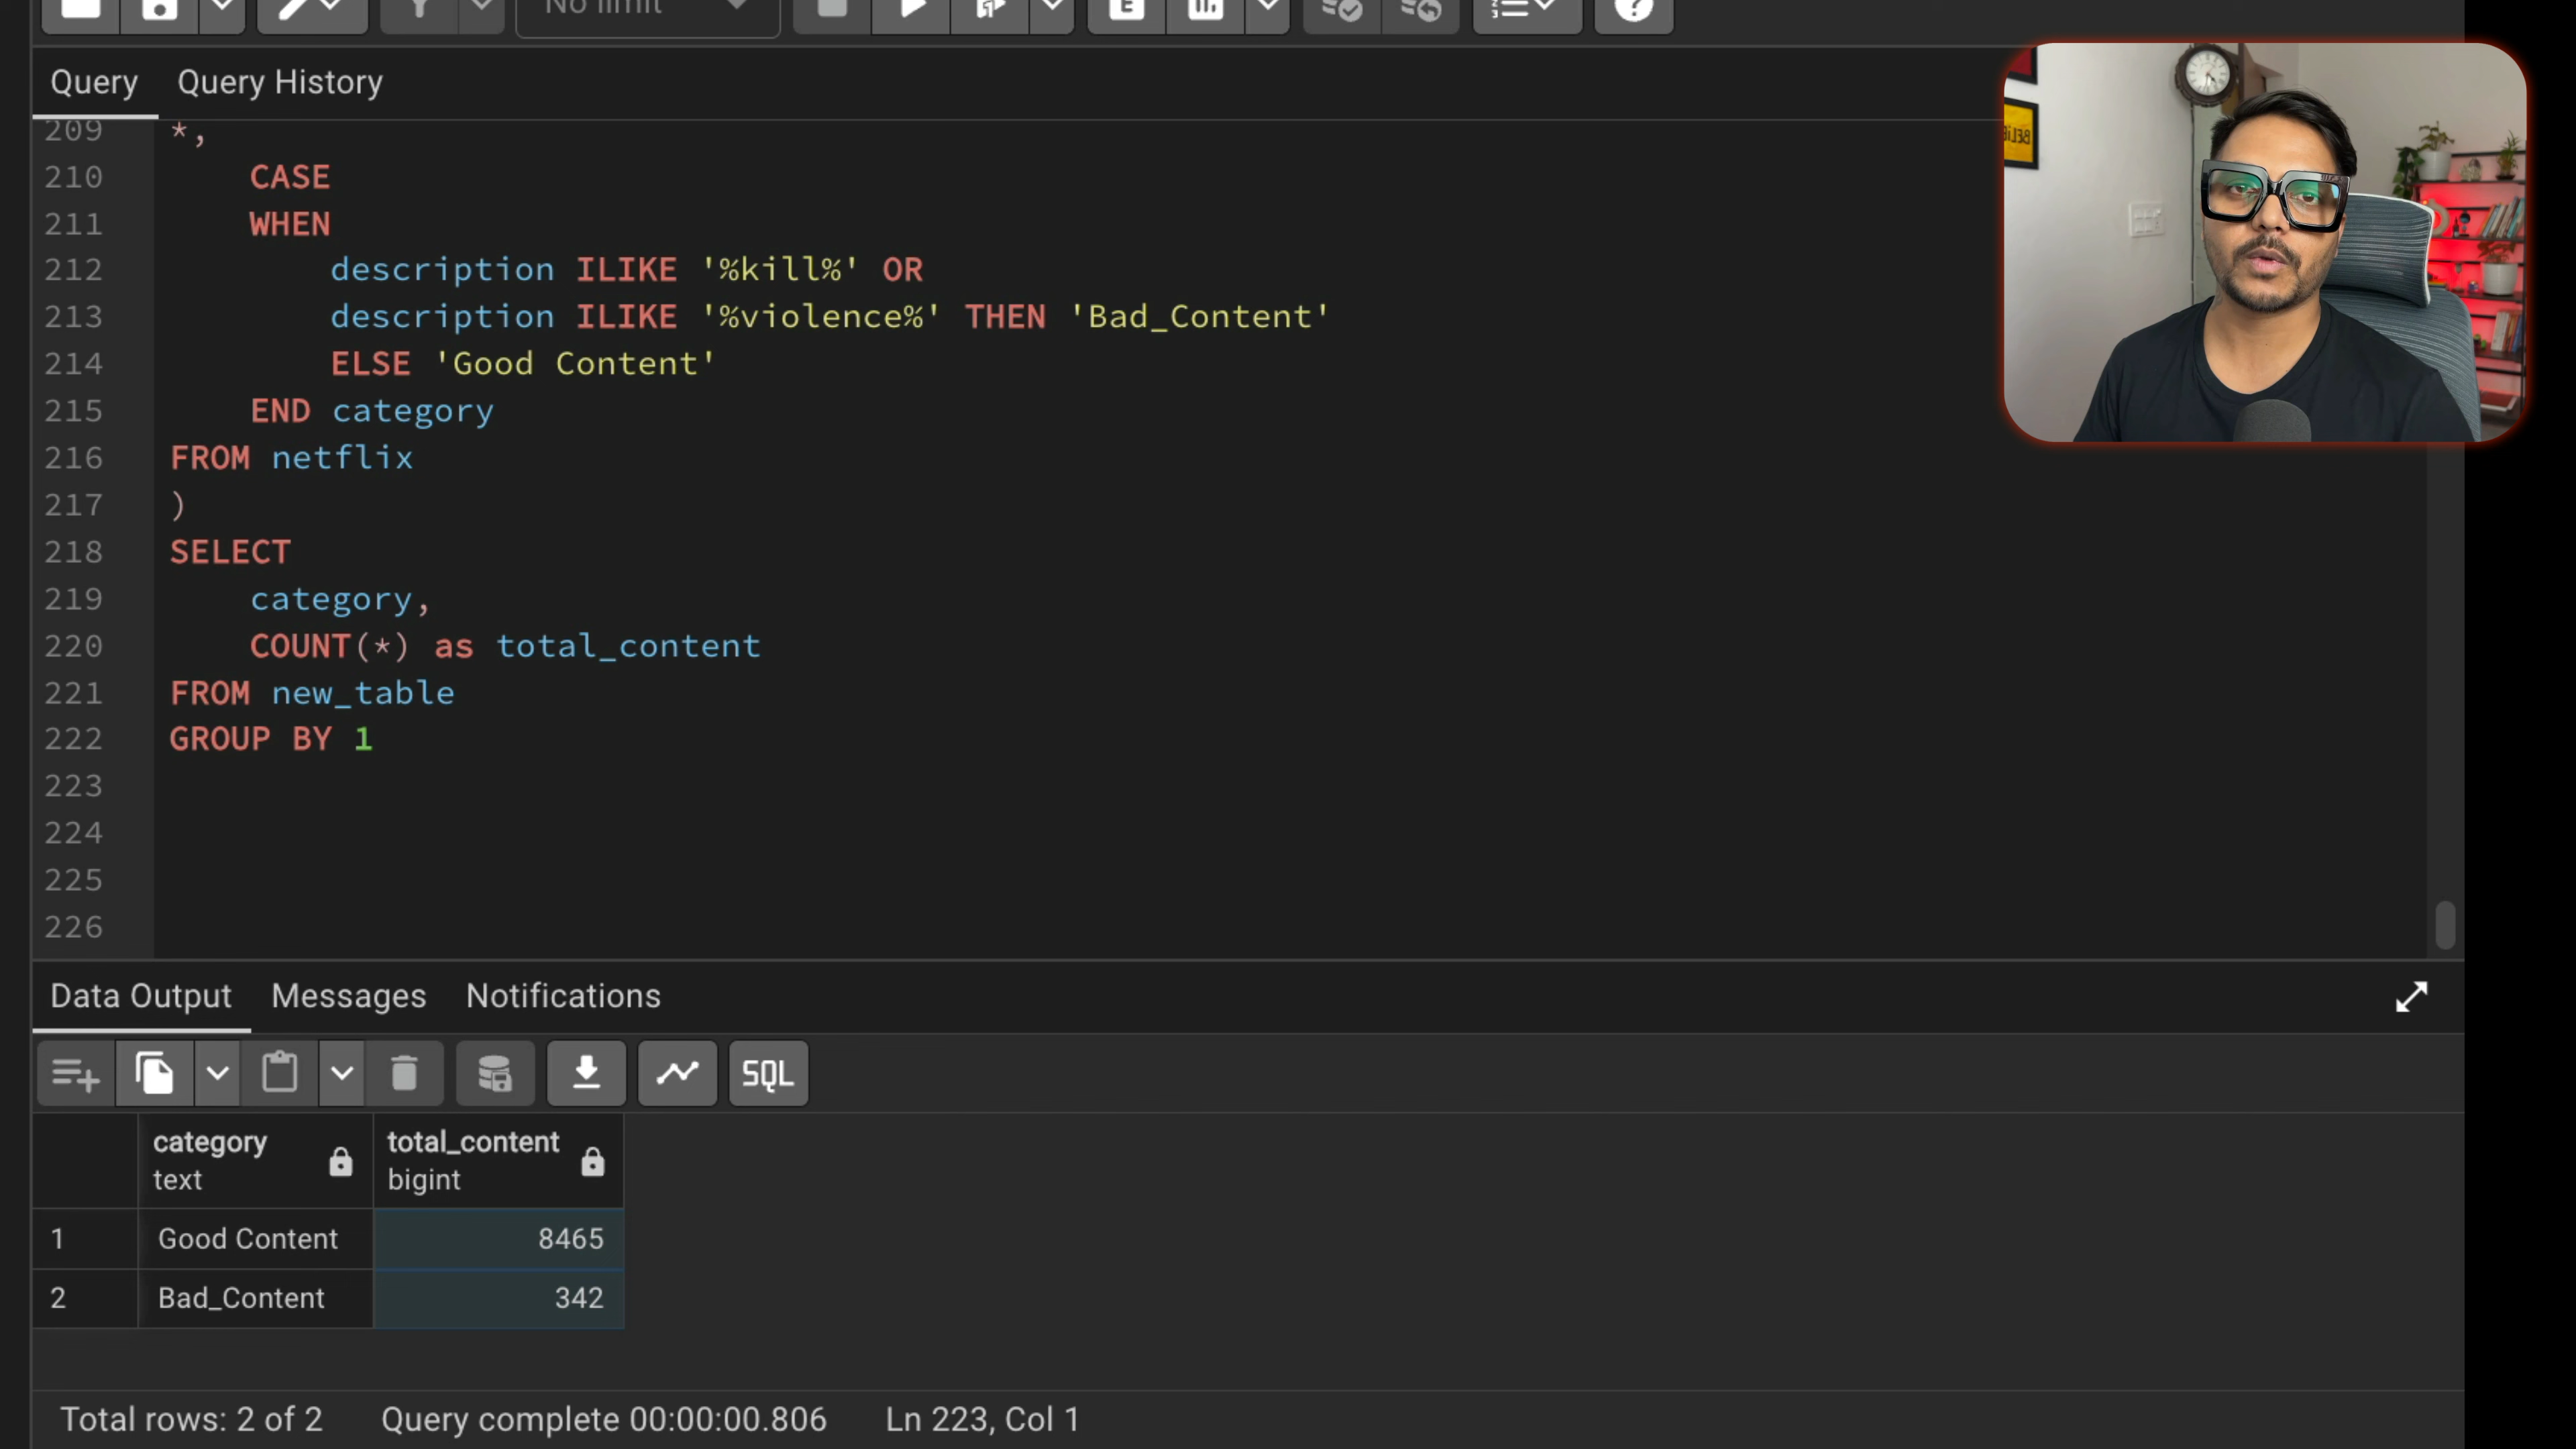 No limit
Query Query History
209 *,
210 CASE
211 WHEN
212 description ILIKE '%kill%' OR
213 description ILIKE '%violence%' THEN 'Bad_Content'
214 ELSE 'Good Content'
215 END category
216 FROM netflix
217 )
218 SELECT
219 category,
220 COUNT(*) as total_content
221 FROM new_table
222 GROUP BY 1
223
224
225
226
Data Output Messages Notifications
SQL
category total_content
text bigint
1 Good Content 8465
2 Bad_Content 342
Total rows: 2 of 2 Query complete 00:00:00.806 Ln 223, Col 1